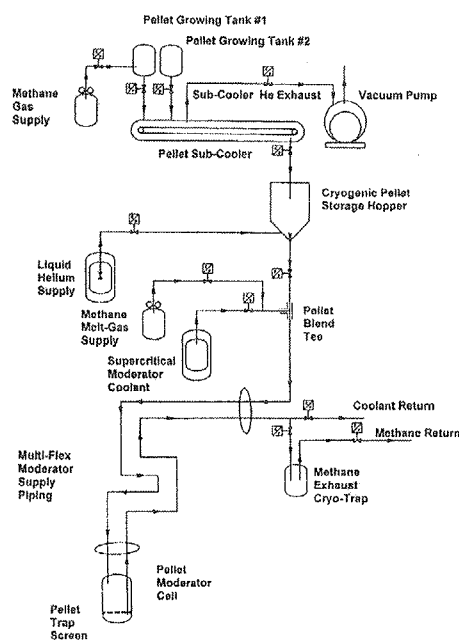 Pellet Growing Tank #1
Pellet Growing Tank #2
Methane
Gas
Supply
Sub-Cooler He Exhaust
Vacuum Pump
Pellet Sub-Cooler
Cryogenic Pellet
Storage Hopper
Liquid
Helium
Supply
Methane
Melt-Gas
Supply
Supercritical
Moderator
Coolant
Pellet
Blend
Tee
Coolant Return
Methane Return
Multi-Flex
Moderator
Supply
Piping
Methane
Exhaust
Cryo-Trap
Pellet
Moderator
Cell
Pellet
Trap
Screen